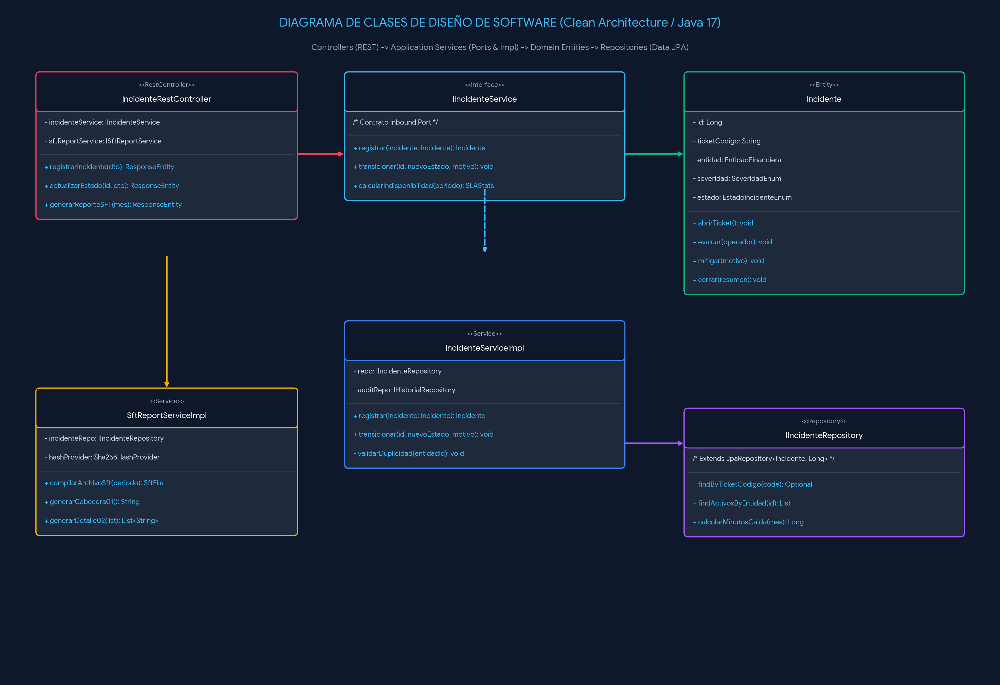 DIAGRAMA DE CLASES DE DISEÑO DE SOFTWARE (Clean Architecture / Java 17)
Controllers (REST) -> Application Services (Ports & Impl) -> Domain Entities -> Repositories (Data JPA)
<<RestController>>
IncidenteRestController
- incidenteService: IIncidenteService
- sftReportService: ISftReportService
+ registrarIncidente(dto): ResponseEntity
+ actualizarEstado(id, dto): ResponseEntity
+ generarReporteSFT(mes): ResponseEntity
<<Interface>>
IIncidenteService
/* Contrato Inbound Port */
+ registrar(incidente: Incidente): Incidente
+ transicionar(id, nuevoEstado, motivo): void
+ calcularIndisponibilidad(periodo): SLAStats
<<Entity>>
Incidente
- id: Long
- ticketCodigo: String
- entidad: EntidadFinanciera
- severidad: SeveridadEnum
- estado: EstadoIncidenteEnum
+ abrirTicket(): void
+ evaluar(operador): void
+ mitigar(motivo): void
+ cerrar(resumen): void
<<Service>>
SftReportServiceImpl
- incidenteRepo: IIncidenteRepository
- hashProvider: Sha256HashProvider
+ compilarArchivoSft(periodo): SftFile
+ generarCabecera01(): String
+ generarDetalle02(list): List<String>
<<Service>>
IncidenteServiceImpl
- repo: IIncidenteRepository
- auditRepo: IHistorialRepository
+ registrar(incidente: Incidente): Incidente
+ transicionar(id, nuevoEstado, motivo): void
- validarDuplicidad(entidadId): void
<<Repository>>
IIncidenteRepository
/* Extends JpaRepository<Incidente, Long> */
+ findByTicketCodigo(code): Optional
+ findActivosByEntidad(id): List
+ calcularMinutosCaida(mes): Long